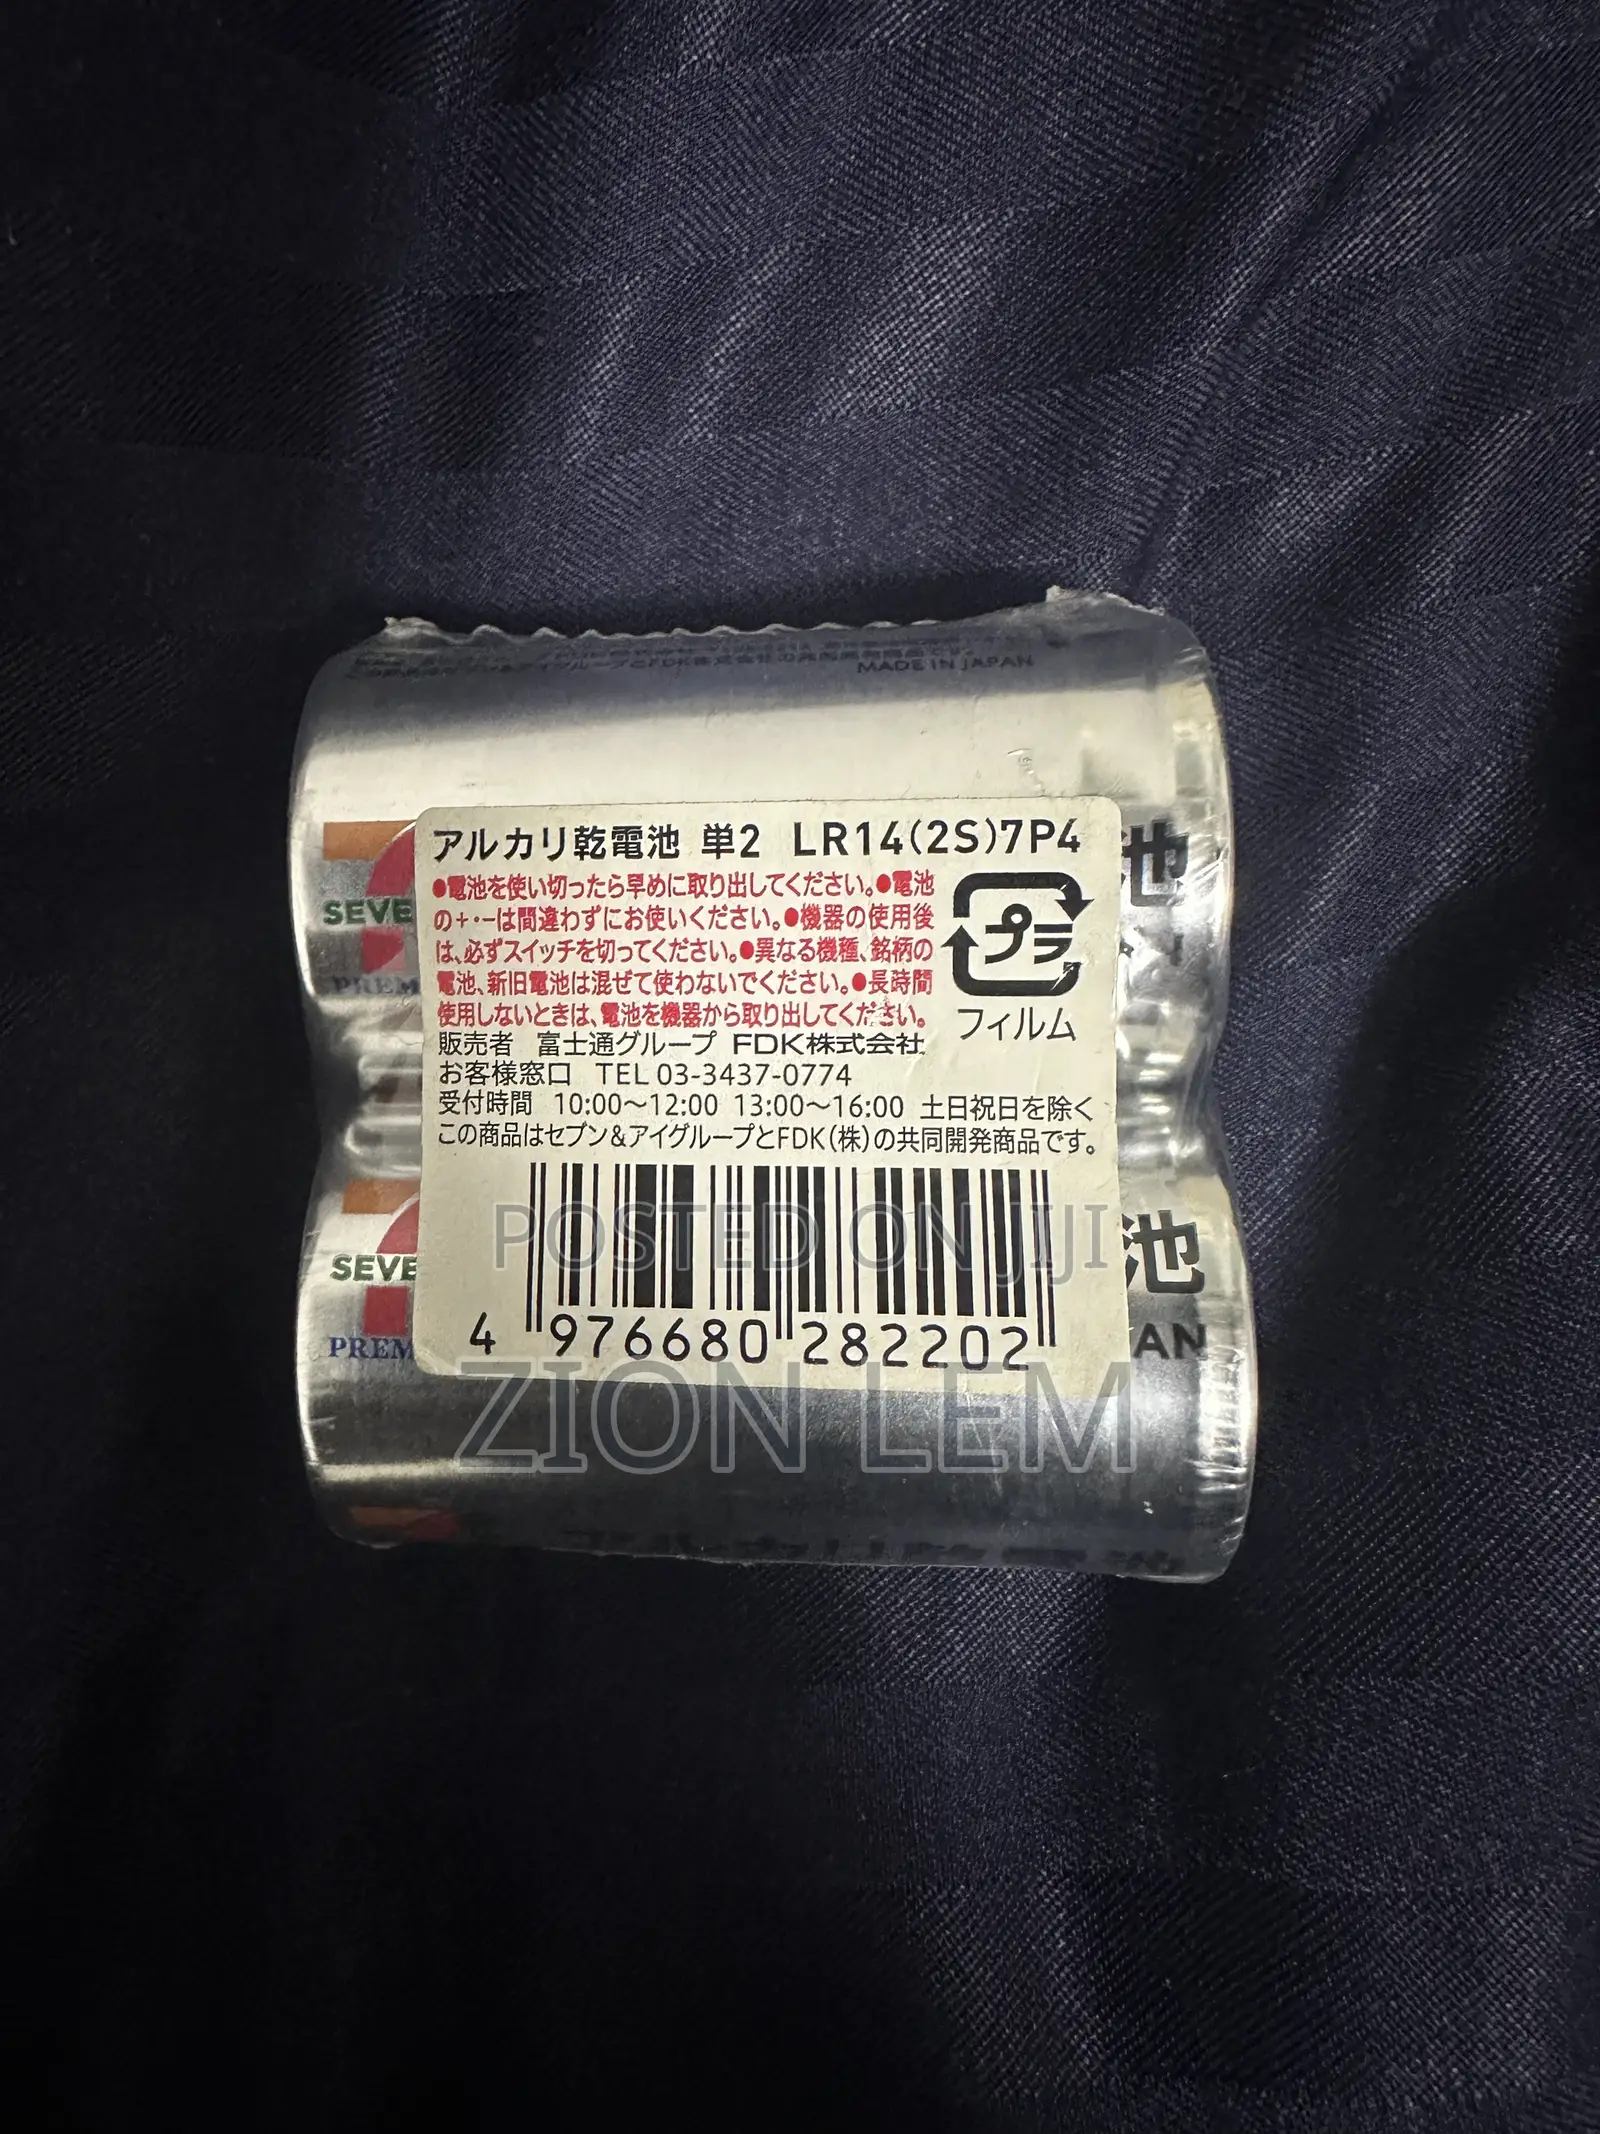 MADE IN JAPAN
アルカリ乾電池 単2 LR14(2S)7P4
●電池を使い切ったら早めに取り出してください。●電池
の+・−は間違わずにお使いください。●機器の使用後
は、必ずスイッチを切ってください。●異なる機種、銘柄の
電池、新旧電池は混ぜて使わないでください。●長時間
使用しないときは、電池を機器から取り出してください。
プラ
フィルム
販売者 富士通グループ FDK株式会社
お客様窓口 TEL 03-3437-0774
受付時間 10:00〜12:00 13:00〜16:00 土日祝日を除く
この商品はセブン&アイグループとFDK(株)の共同開発商品です。
4 976680 282202
SEVE
PREM
池
SEVE
PREM
池
AN
POSTED ON JIJI
ZION LEM